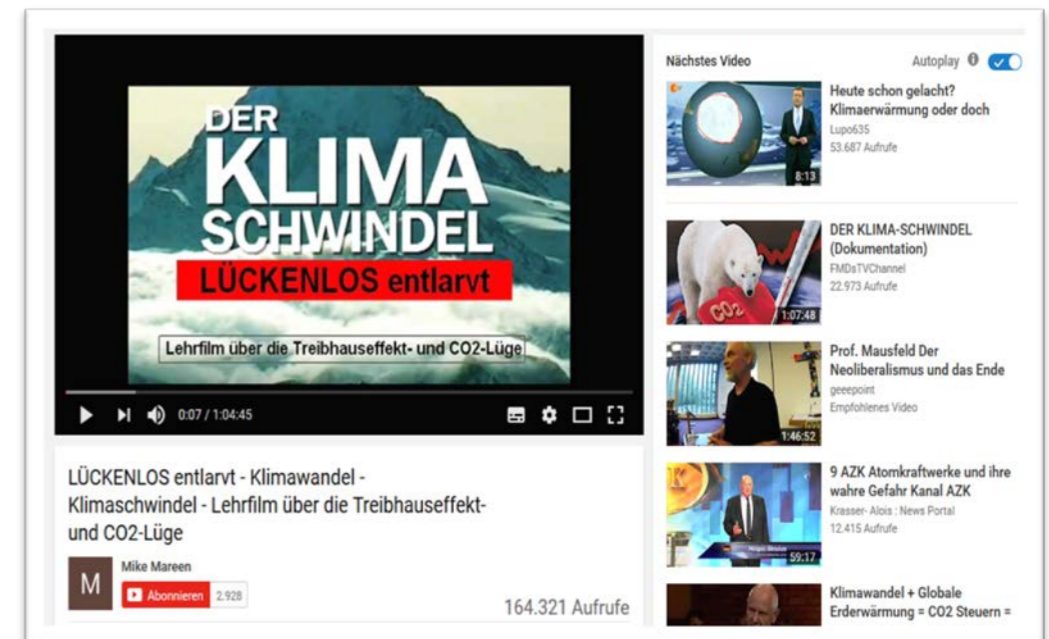 DER
KLIMA
SCHWINDEL
LÜCKENLOS entlarvt
Lehrfilm über die Treibhauseffekt- und CO2-Lüge
0:07 / 1:04:45
LÜCKENLOS entlarvt - Klimawandel -
Klimaschwindel - Lehrfilm über die Treibhauseffekt-
und CO2-Lüge
M
Mike Mareen
Abonnieren 2.928
164.321 Aufrufe
Nächstes Video
Autoplay
8:13
Heute schon gelacht?
Klimaerwärmung oder doch
Lupo635
53.687 Aufrufe
CO2
1:07:48
DER KLIMA-SCHWINDEL
(Dokumentation)
FMDsTVChannel
22.973 Aufrufe
1:46:52
Prof. Mausfeld Der
Neoliberalismus und das Ende
geeepoint
Empfohlenes Video
59:17
9 AZK Atomkraftwerke und ihre
wahre Gefahr Kanal AZK
Krasser- Alois : News Portal
12.415 Aufrufe
Klimawandel + Globale
Erderwärmung = CO2 Steuern =